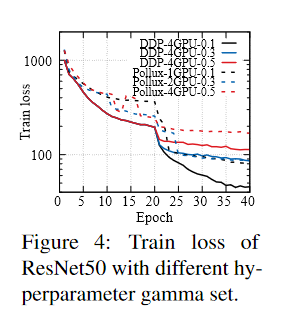 DDP-4GPU-0.1
DDP-4GPU-0.3
DDP-4GPU-0.5
Pollux-1GPU-0.1
Pollux-2GPU-0.3
Pollux-4GPU-0.5
Train loss
1000
100
0 5 10 15 20 25 30 35 40
Epoch
Figure 4: Train loss of
ResNet50 with different hy-
perparameter gamma set.